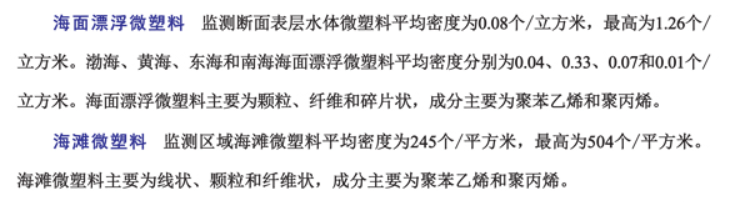 海面漂浮微塑料 监测断面表层水体微塑料平均密度为0.08个/立方米，最高为1.26个/
立方米。渤海、黄海、东海和南海海面漂浮微塑料平均密度分别为0.04、0.33、0.07和0.01个/
立方米。海面漂浮微塑料主要为颗粒、纤维和碎片状，成分主要为聚苯乙烯和聚丙烯。
海滩微塑料 监测区域海滩微塑料平均密度为245个/平方米，最高为504个/平方米。
海滩微塑料主要为线状、颗粒和纤维状，成分主要为聚苯乙烯和聚丙烯。